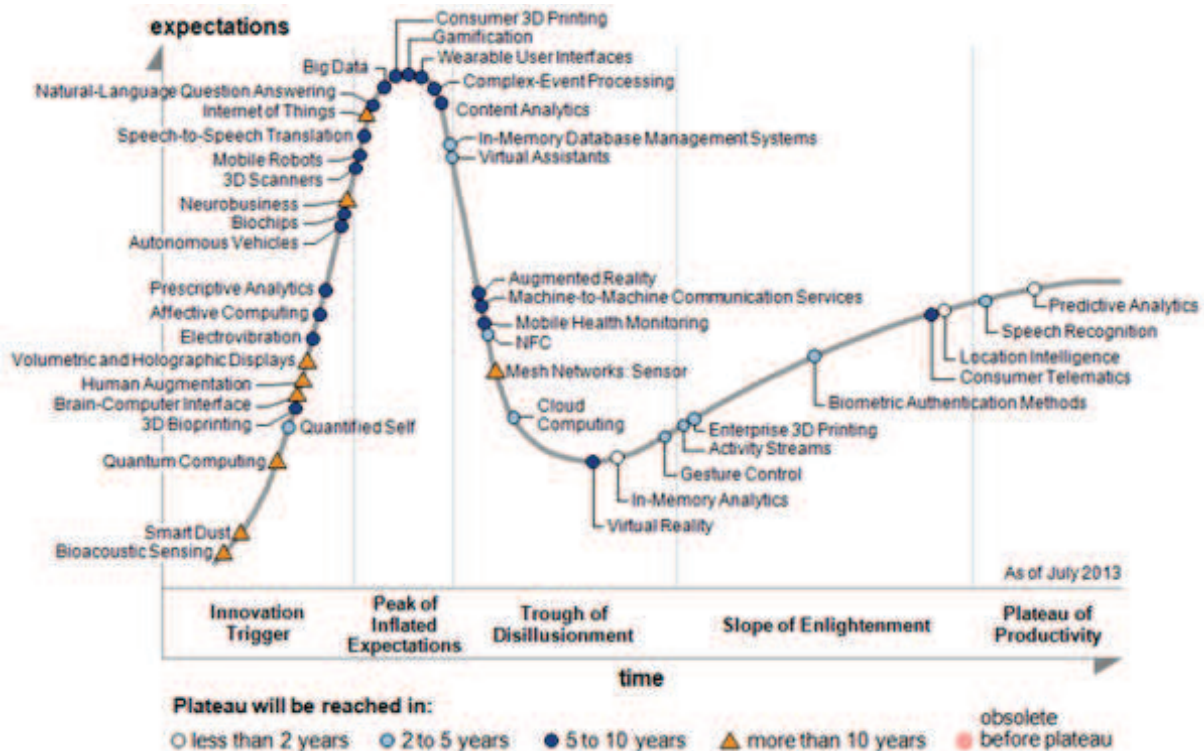 expectations
Consumer 3D Printing
Gamification
Wearable User Interfaces
Big Data
Complex-Event Processing
Natural-Language Question Answering
Content Analytics
Internet of Things
Speech-to-Speech Translation
In-Memory Database Management Systems
Virtual Assistants
Mobile Robots
3D Scanners
Neurobusiness
Biochips
Autonomous Vehicles
Augmented Reality
Prescriptive Analytics
Machine-to-Machine Communication Services
Predictive Analytics
Affective Computing
Mobile Health Monitoring
Speech Recognition
Electrovibration
NFC
Location Intelligence
Volumetric and Holographic Displays
Mesh Networks: Sensor
Consumer Telematics
Human Augmentation
Brain-Computer Interface
Biometric Authentication Methods
3D Bioprinting
Quantified Self
Cloud
Computing
Enterprise 3D Printing
Activity Streams
Quantum Computing
Gesture Control
In-Memory Analytics
Virtual Reality
Smart Dust
Bioacoustic Sensing
As of July 2013
Innovation
Trigger
Peak of
Inflated
Expectations
Trough of
Disillusionment
Slope of Enlightenment
Plateau of
Productivity
time
Plateau will be reached in:
less than 2 years
2 to 5 years
5 to 10 years
more than 10 years
obsolete
before plateau